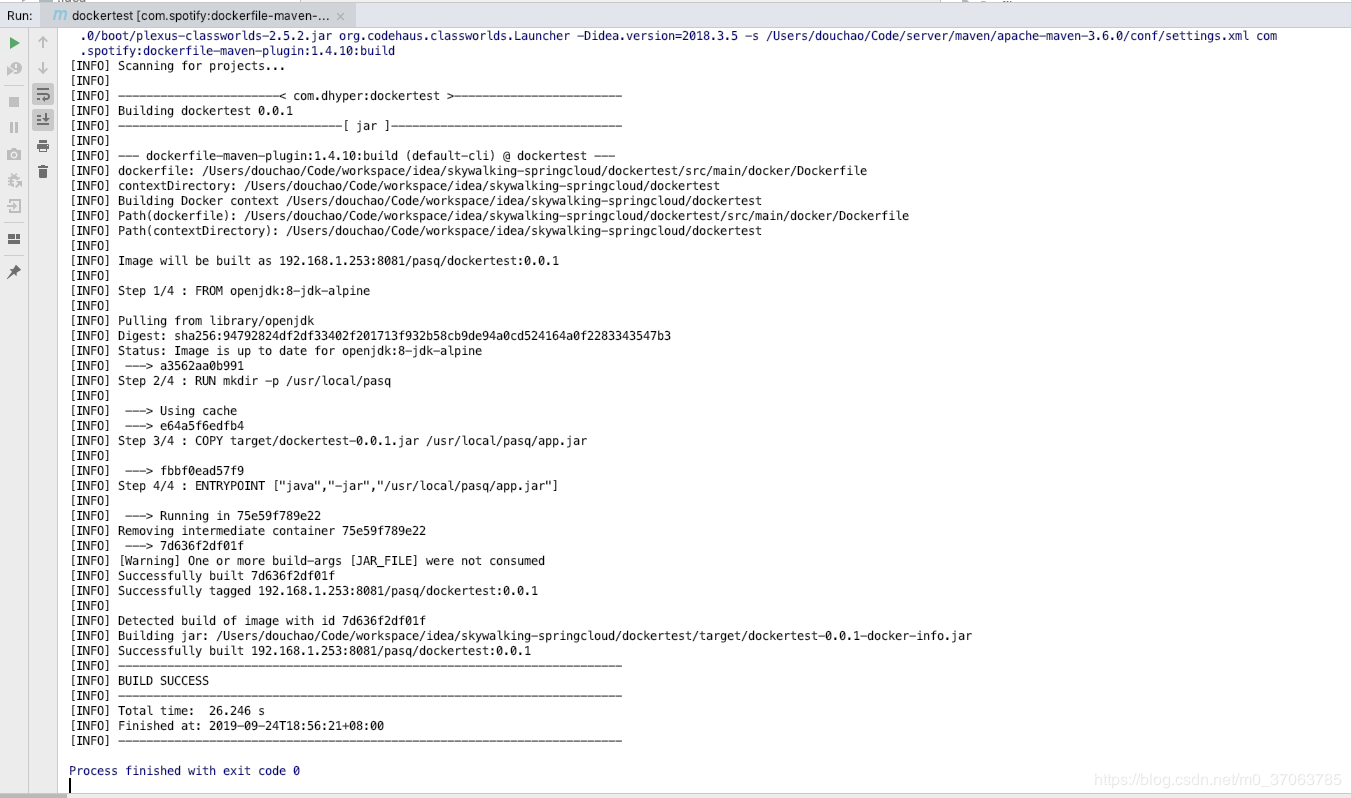 Run: dockertest [com.spotify:dockerfile-maven-...
.0/boot/plexus-classworlds-2.5.2.jar org.codehaus.classworlds.Launcher -Didea.version=2018.3.5 -s /Users/douchao/Code/server/maven/apache-maven-3.6.0/conf/settings.xml com
.spotify:dockerfile-maven-plugin:1.4.10:build
[INFO] Scanning for projects...
[INFO]
[INFO] -----------------------< com.dhyper:dockertest >------------------------
[INFO] Building dockertest 0.0.1
[INFO] --------------------------------[ jar ]---------------------------------
[INFO]
[INFO] --- dockerfile-maven-plugin:1.4.10:build (default-cli) @ dockertest ---
[INFO] dockerfile: /Users/douchao/Code/workspace/idea/skywalking-springcloud/dockertest/src/main/docker/Dockerfile
[INFO] contextDirectory: /Users/douchao/Code/workspace/idea/skywalking-springcloud/dockertest
[INFO] Building Docker context /Users/douchao/Code/workspace/idea/skywalking-springcloud/dockertest
[INFO] Path(dockerfile): /Users/douchao/Code/workspace/idea/skywalking-springcloud/dockertest/src/main/docker/Dockerfile
[INFO] Path(contextDirectory): /Users/douchao/Code/workspace/idea/skywalking-springcloud/dockertest
[INFO]
[INFO] Image will be built as 192.168.1.253:8081/pasq/dockertest:0.0.1
[INFO]
[INFO] Step 1/4 : FROM openjdk:8-jdk-alpine
[INFO]
[INFO] Pulling from library/openjdk
[INFO] Digest: sha256:94792824df2df33402f201713f932b58cb9de94a0cd524164a0f2283343547b3
[INFO] Status: Image is up to date for openjdk:8-jdk-alpine
[INFO]  ---> a3562aa0b991
[INFO] Step 2/4 : RUN mkdir -p /usr/local/pasq
[INFO]
[INFO]  ---> Using cache
[INFO]  ---> e64a5f6edfb4
[INFO] Step 3/4 : COPY target/dockertest-0.0.1.jar /usr/local/pasq/app.jar
[INFO]
[INFO]  ---> fbbf0ead57f9
[INFO] Step 4/4 : ENTRYPOINT ["java","-jar","/usr/local/pasq/app.jar"]
[INFO]
[INFO]  ---> Running in 75e59f789e22
[INFO] Removing intermediate container 75e59f789e22
[INFO]  ---> 7d636f2df01f
[INFO] [Warning] One or more build-args [JAR_FILE] were not consumed
[INFO] Successfully built 7d636f2df01f
[INFO] Successfully tagged 192.168.1.253:8081/pasq/dockertest:0.0.1
[INFO]
[INFO] Detected build of image with id 7d636f2df01f
[INFO] Building jar: /Users/douchao/Code/workspace/idea/skywalking-springcloud/dockertest/target/dockertest-0.0.1-docker-info.jar
[INFO] Successfully built 192.168.1.253:8081/pasq/dockertest:0.0.1
[INFO] ------------------------------------------------------------------------
[INFO] BUILD SUCCESS
[INFO] ------------------------------------------------------------------------
[INFO] Total time:  26.246 s
[INFO] Finished at: 2019-09-24T18:56:21+08:00
[INFO] ------------------------------------------------------------------------
Process finished with exit code 0
https://blog.csdn.net/m0_37063785